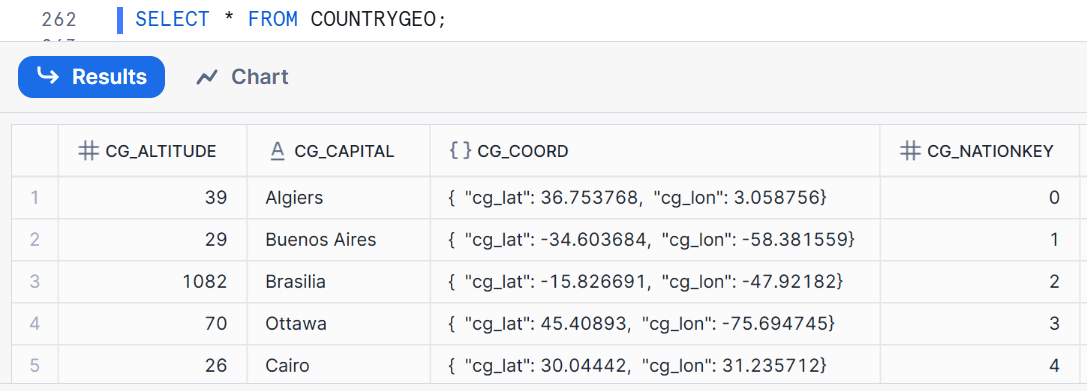 262 SELECT * FROM COUNTRYGEO;
Results Chart
CG_ALTITUDE CG_CAPITAL {} CG_COORD CG_NATIONKEY
1 39 Algiers { "cg_lat": 36.753768, "cg_lon": 3.058756} 0
2 29 Buenos Aires { "cg_lat": -34.603684, "cg_lon": -58.381559} 1
3 1082 Brasilia { "cg_lat": -15.826691, "cg_lon": -47.92182} 2
4 70 Ottawa { "cg_lat": 45.40893, "cg_lon": -75.694745} 3
5 26 Cairo { "cg_lat": 30.04442, "cg_lon": 31.235712} 4